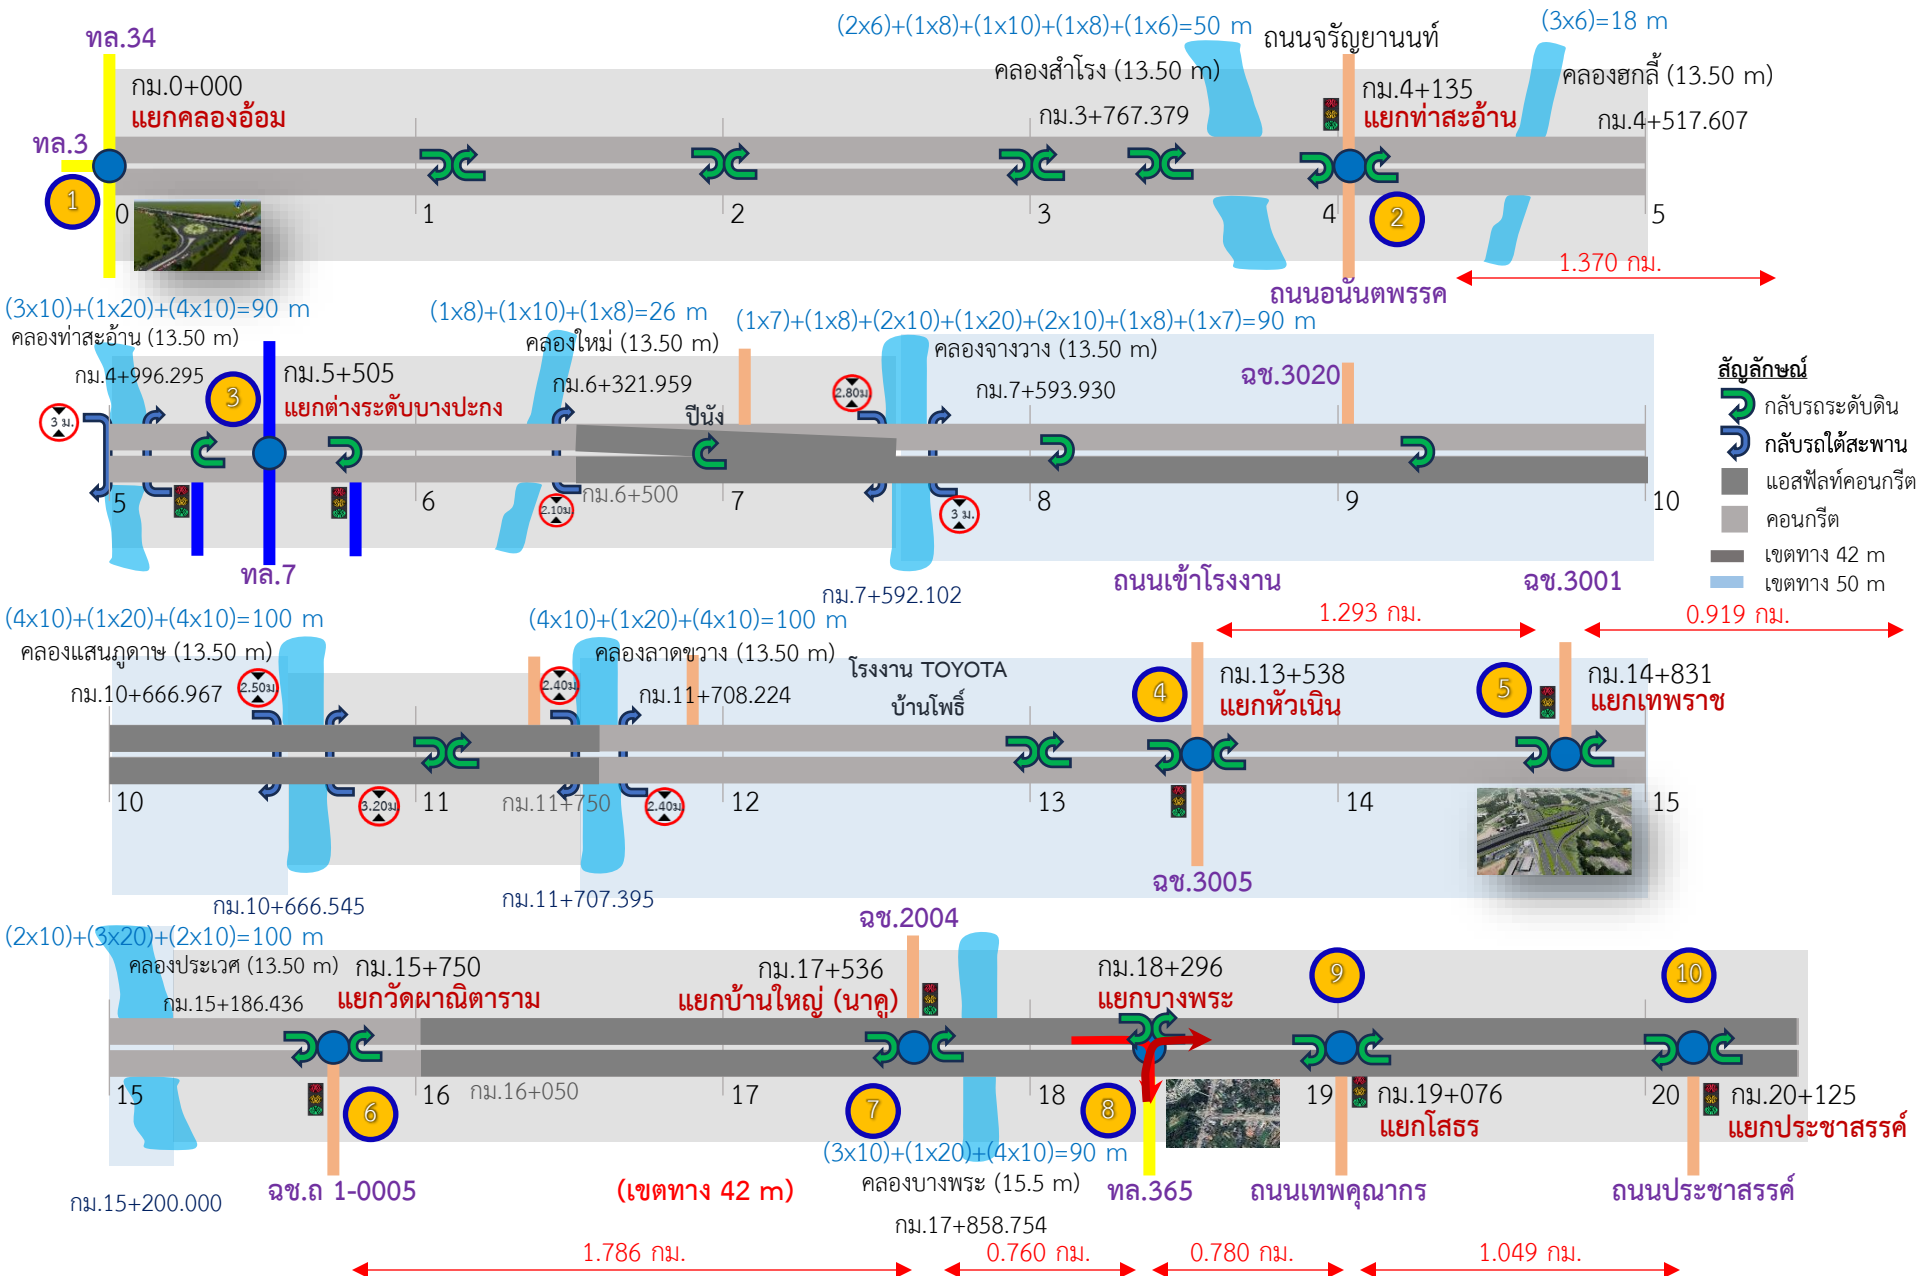 (2x6)+(1x8)+(1x10)+(1x8)+(1x6)=50 m
(3x6)=18 m
ทล.34
ถนนจรัญยานนท์
คลองสำโรง (13.50 m)
คลองฮกลี้ (13.50 m)
กม.0+000
แยกคลองอ้อม
กม.3+767.379
กม.4+135
แยกท่าสะอ้าน
กม.4+517.607
ทล.3
1
0
1
2
3
4
2
5
1.370 กม.
ถนนอนันตพรรค
(3x10)+(1x20)+(4x10)=90 m
(1x8)+(1x10)+(1x8)=26 m
(1x7)+(1x8)+(2x10)+(1x20)+(2x10)+(1x8)+(1x7)=90 m
คลองท่าสะอ้าน (13.50 m)
คลองใหม่ (13.50 m)
คลองจางวาง (13.50 m)
กม.4+996.295
3
กม.5+505
แยกต่างระดับบางปะกง
กม.6+321.959
กม.7+593.930
ฉช.3020
3 ม.
2.80ม
ปีนัง
5
6
2.10ม
กม.6+500
7
3 ม.
8
9
10
ทล.7
กม.7+592.102
ถนนเข้าโรงงาน
ฉช.3001
สัญลักษณ์
กลับรถระดับดิน
กลับรถใต้สะพาน
แอสฟัลท์คอนกรีต
คอนกรีต
เขตทาง 42 m
เขตทาง 50 m
(4x10)+(1x20)+(4x10)=100 m
(4x10)+(1x20)+(4x10)=100 m
1.293 กม.
0.919 กม.
คลองแสนภูดาษ (13.50 m)
คลองลาดขวาง (13.50 m)
กม.10+666.967
2.50ม
2.40ม
กม.11+708.224
โรงงาน TOYOTA
บ้านโพธิ์
4
กม.13+538
แยกหัวเนิน
5
กม.14+831
แยกเทพราช
10
3.20ม
11
กม.11+750
2.40ม
12
13
14
15
กม.10+666.545
กม.11+707.395
ฉช.3005
(2x10)+(3x20)+(2x10)=100 m
ฉช.2004
คลองประเวศ (13.50 m)
กม.15+186.436
กม.15+750
แยกวัดผาณิตาราม
กม.17+536
แยกบ้านใหญ่ (นาคู)
กม.18+296
แยกบางพระ
9
10
15
6
16
กม.16+050
17
7
18
8
19
กม.19+076
แยกโสธร
20
กม.20+125
แยกประชาสรรค์
(3x10)+(1x20)+(4x10)=90 m
กม.15+200.000
ฉช.ถ 1-0005
(เขตทาง 42 m)
คลองบางพระ (15.5 m)
ทล.365
ถนนเทพคุณากร
ถนนประชาสรรค์
กม.17+858.754
1.786 กม.
0.760 กม.
0.780 กม.
1.049 กม.